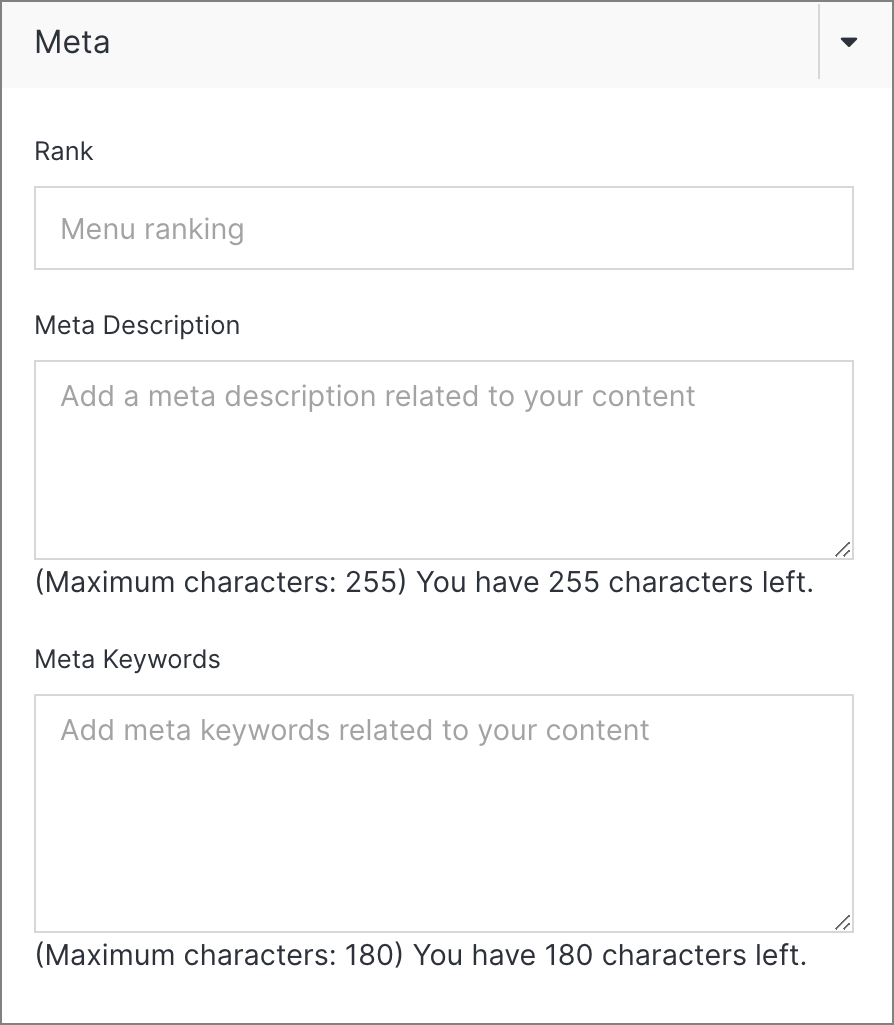 Meta
Rank
Menu ranking
Meta Description
Add a meta description related to your content
(Maximum characters: 255) You have 255 characters left.
Meta Keywords
Add meta keywords related to your content
(Maximum characters: 180) You have 180 characters left.